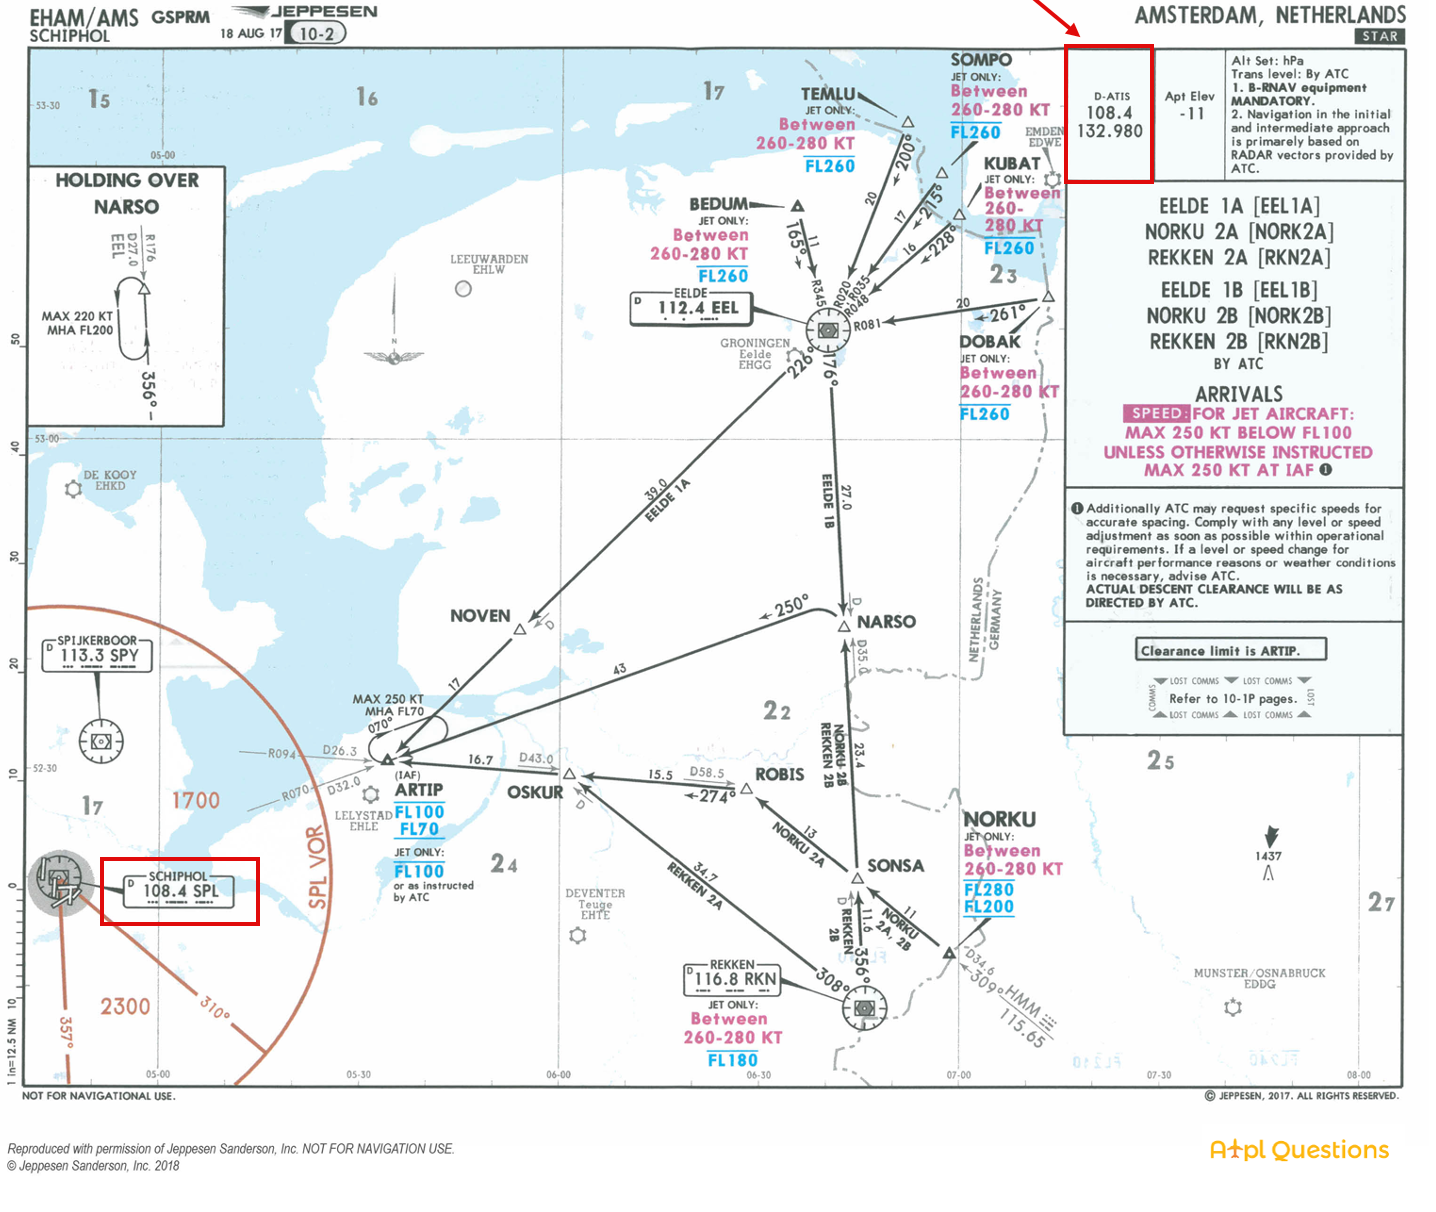 EHAM/AMS GSPRM
SCHIPHOL
JEPPESEN
18 AUG 17 10-2
AMSTERDAM, NETHERLANDS
STAR
D-ATIS
108.4
132.980
Apt Elev
-11
Alt Set: hPa
Trans level: By ATC
1. B-RNAV equipment
MANDATORY.
2. Navigation in the initial
and intermediate approach
is primarely based on
RADAR vectors provided by
ATC.
EELDE 1A [EEL1A]
NORKU 2A [NORK2A]
REKKEN 2A [RKN2A]
EELDE 1B [EEL1B]
NORKU 2B [NORK2B]
REKKEN 2B [RKN2B]
BY ATC
ARRIVALS
SPEED: FOR JET AIRCRAFT:
MAX 250 KT BELOW FL100
UNLESS OTHERWISE INSTRUCTED
MAX 250 KT AT IAF 1
1 Additionally ATC may request specific speeds for
accurate spacing. Comply with any level or speed
adjustment as soon as possible within operational
requirements. If a level or speed change for
aircraft performance reasons or weather conditions
is necessary, advise ATC.
ACTUAL DESCENT CLEARANCE WILL BE AS
DIRECTED BY ATC.
Clearance limit is ARTIP.
LOST COMMS LOST COMMS
COMMS
Refer to 10-1P pages.
LOST
LOST COMMS LOST COMMS
15
16
17
53-30
05-00
HOLDING OVER
NARSO
R176
D27.0
EEL
MAX 220 KT
MHA FL200
356°
SOMPO
JET ONLY:
Between
260-280 KT
FL260
TEMLU
JET ONLY:
Between
260-280 KT
FL260
EMDEN
EDWE
KUBAT
JET ONLY:
Between
260-
280 KT
FL260
BEDUM
JET ONLY:
Between
260-280 KT
FL260
200°
20
215°
17
228°
16
165°
11
R345
R020
R035
R048
R081
20
261°
23
LEEUWARDEN
EHLW
N
D
EELDE
112.4 EEL
GRONINGEN
Eelde
EHGG
226°
176°
DOBAK
JET ONLY:
Between
260-280 KT
FL260
50
40
30
20
10
0
10
1 in=12.5 NM
53-00
DE KOOY
EHKD
39.0
EELDE 1A
EELDE 1B
27.0
NETHERLANDS
GERMANY
NOVEN
D
250°
D
NARSO
D35.0
43
17
D
SPIJKERBOOR
113.3 SPY
MAX 250 KT
MHA FL70
070°
22
NORKU 2B
REKKEN 2B
23.4
25
R094
D26.3
R070
D32.0
52-30
17
1700
(IAF)
ARTIP
FL100
FL70
JET ONLY:
FL100
or as instructed
by ATC
LELYSTAD
EHLE
16.7
D43.0
OSKUR
D
15.5
D58.5
274°
ROBIS
13
NORKU 2A
SONSA
D
NORKU
JET ONLY:
Between
260-280 KT
FL280
FL200
1437
27
24
SPL VOR
D
SCHIPHOL
108.4 SPL
34.7
REKKEN 2A
DEVENTER
Teuge
EHTE
11
NORKU
2A, 2B
REKKEN
2B
11.6
356°
308°
D34.6
309°
HMM
115.65
D
REKKEN
116.8 RKN
JET ONLY:
Between
260-280 KT
FL180
MUNSTER/OSNABRUCK
EDDG
2300
310°
357°
05-00
05-30
06-00
06-30
07-00
07-30
08-00
NOT FOR NAVIGATIONAL USE.
© JEPPESEN, 2017. ALL RIGHTS RESERVED.
Reproduced with permission of Jeppesen Sanderson, Inc. NOT FOR NAVIGATION USE.
© Jeppesen Sanderson, Inc. 2018
Atpl Questions